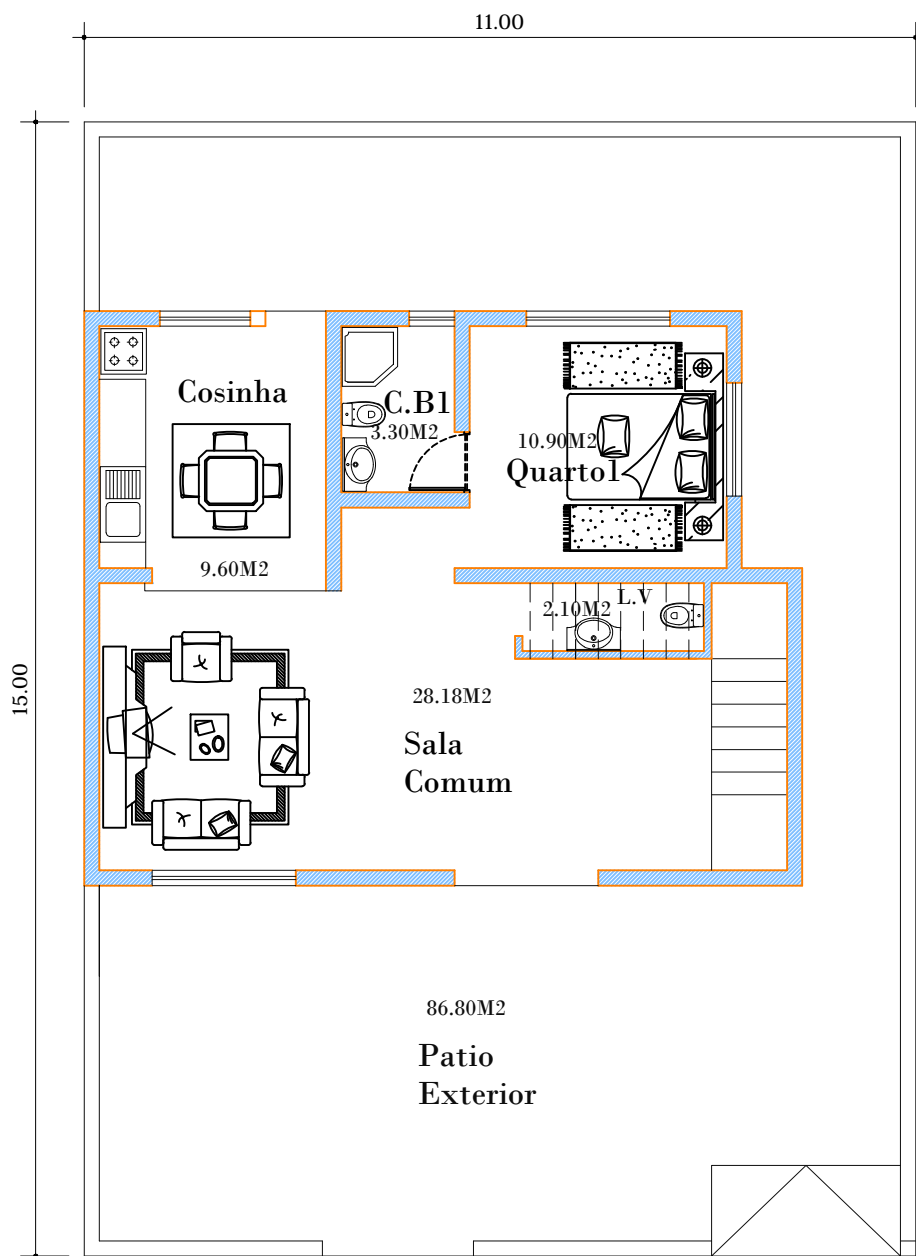 11.00
15.00
Cosinha
9.60M2
C.B1
3.30M2
10.90M2
Quarto1
L.V
2.10M2
28.18M2
Sala
Comum
86.80M2
Patio
Exterior